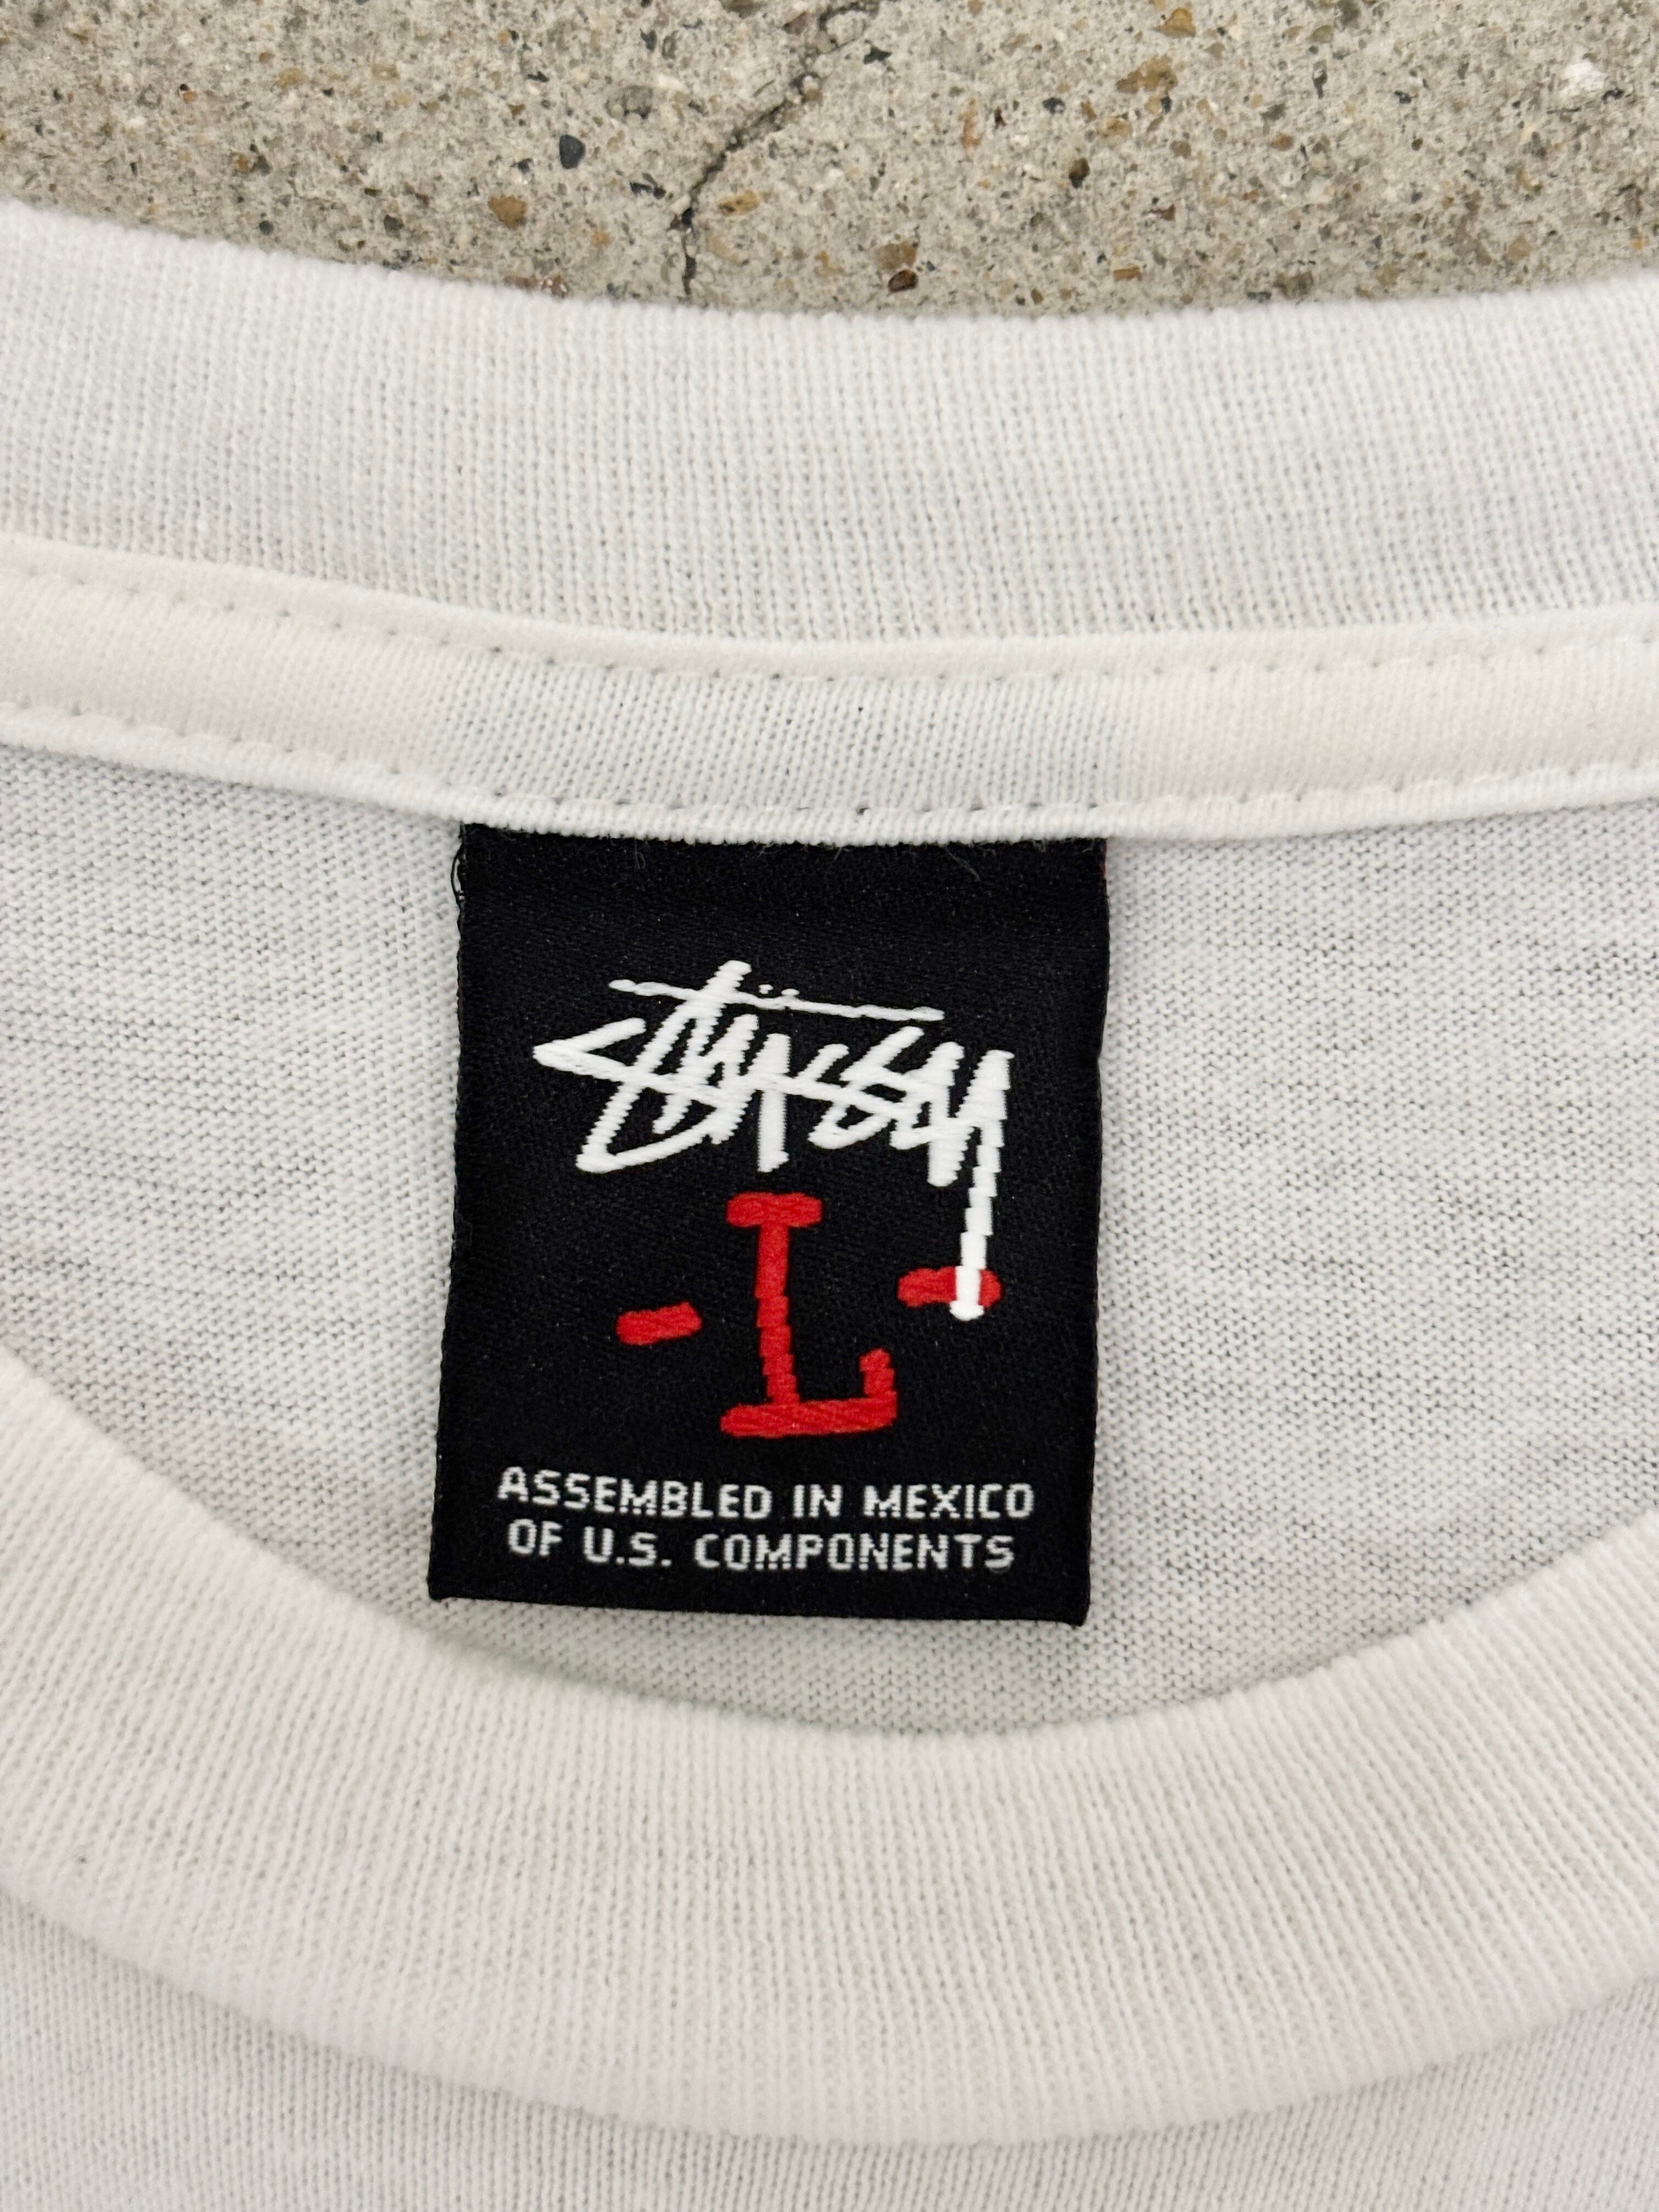 Stüssy
-L-
ASSEMBLED IN MEXICO
OF U.S. COMPONENTS